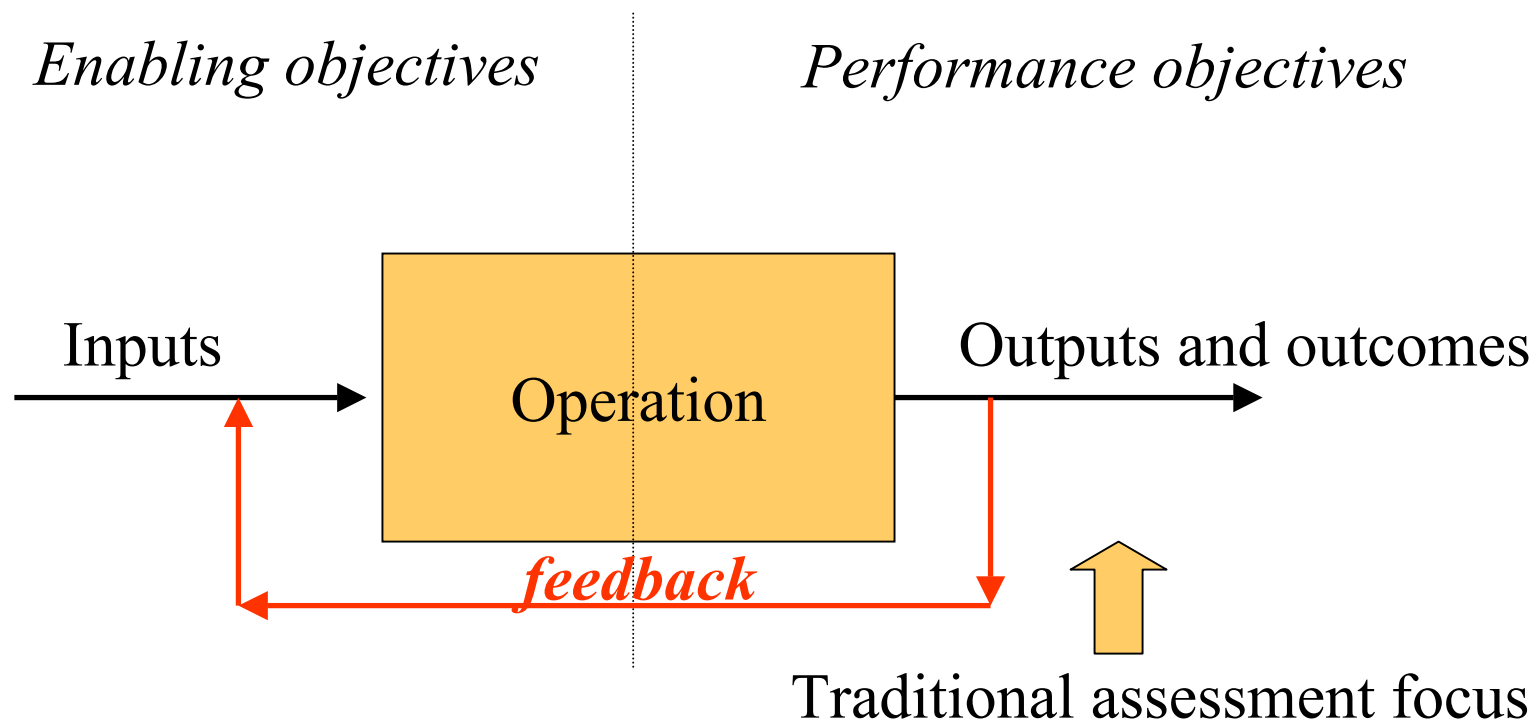 Enabling objectives
Performance objectives
Inputs
Outputs and outcomes
Operation
feedback
Traditional assessment focus